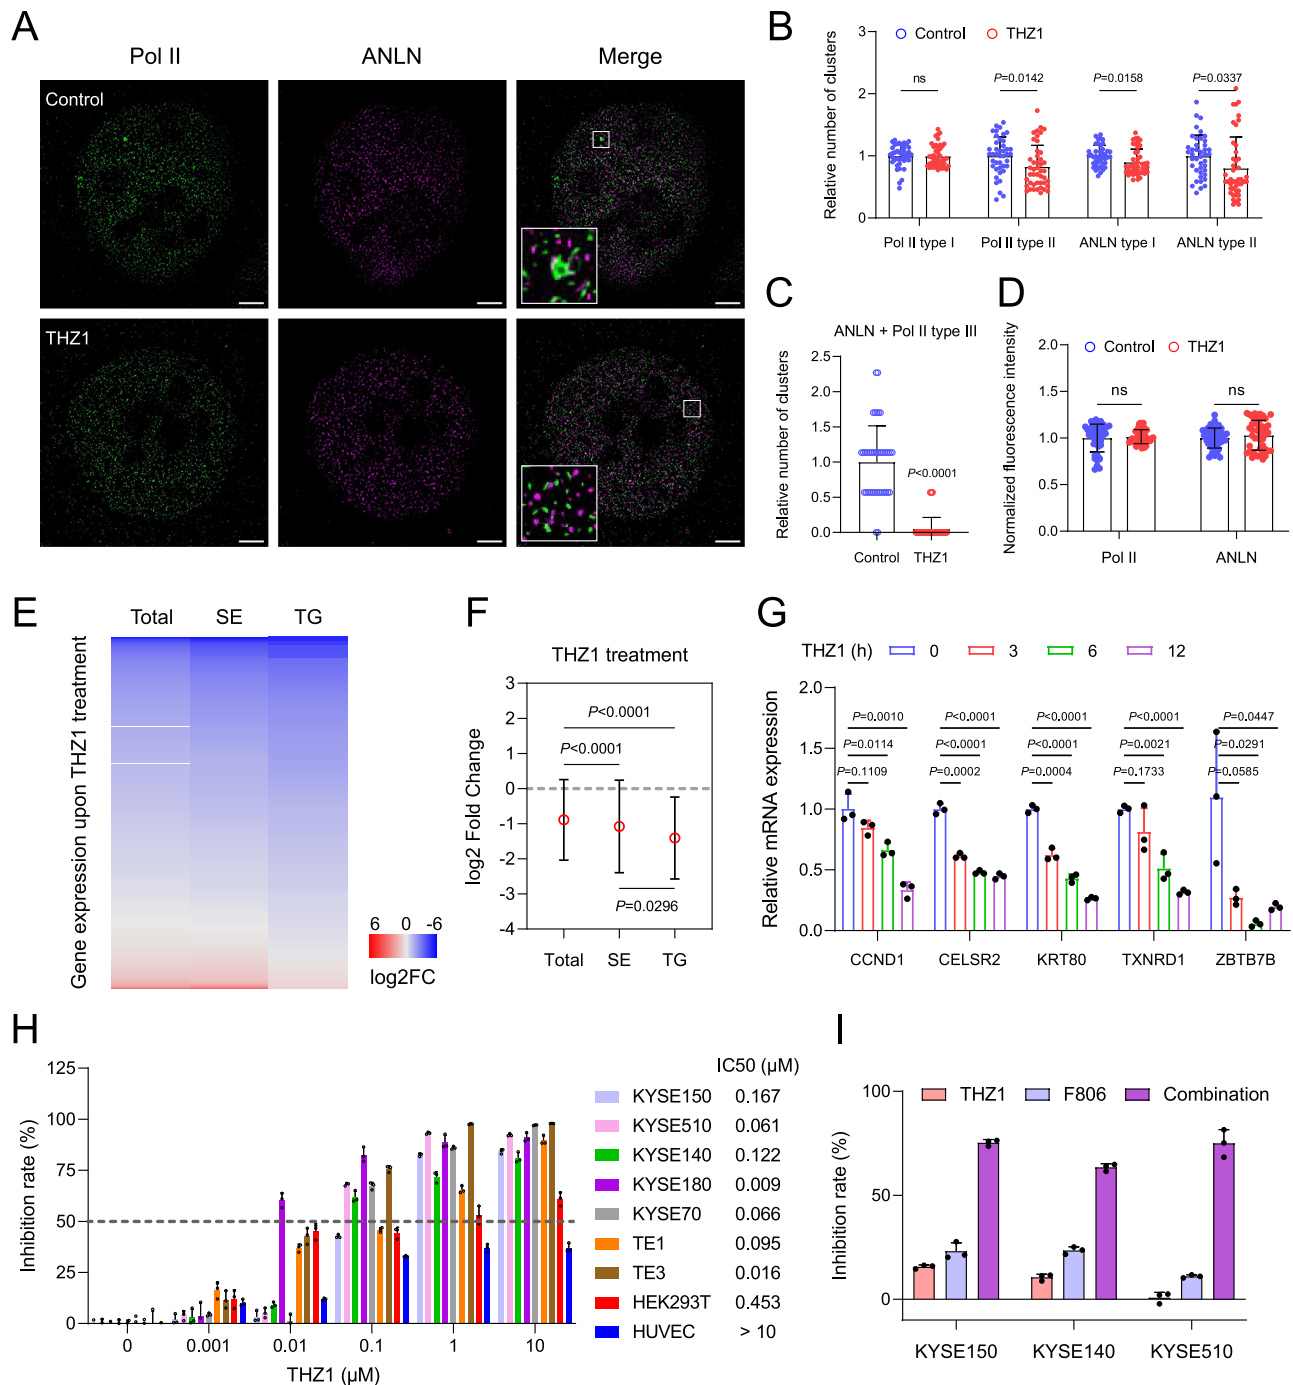 A
Pol II
ANLN
Merge
Control
THZ1
B
Control
THZ1
Relative number of clusters
3
2
1
0
ns
P=0.0142
P=0.0158
P=0.0337
Pol II type I
Pol II type II
ANLN type I
ANLN type II
C
ANLN + Pol II type III
Relative number of clusters
2.5
2.0
1.5
1.0
0.5
0.0
P<0.0001
Control
THZ1
D
Control
THZ1
Normalized fluorescence intensity
2.0
1.5
1.0
0.5
0.0
ns
ns
Pol II
ANLN
E
Total
SE
TG
Gene expression upon THZ1 treatment
6
0
-6
log2FC
F
THZ1 treatment
log2 Fold Change
3
2
1
0
-1
-2
-3
-4
P<0.0001
P<0.0001
P=0.0296
Total
SE
TG
G
THZ1 (h)
0
3
6
12
Relative mRNA expression
2.0
1.5
1.0
0.5
0.0
P=0.0010
P=0.0114
P=0.1109
P<0.0001
P<0.0001
P=0.0002
P<0.0001
P<0.0001
P=0.0004
P<0.0001
P=0.0021
P=0.1733
P=0.0447
P=0.0291
P=0.0585
CCND1
CELSR2
KRT80
TXNRD1
ZBTB7B
H
Inhibition rate (%)
125
100
75
50
25
0
0
0.001
0.01
0.1
1
10
THZ1 (μM)
IC50 (μM)
KYSE150 0.167
KYSE510 0.061
KYSE140 0.122
KYSE180 0.009
KYSE70 0.066
TE1 0.095
TE3 0.016
HEK293T 0.453
HUVEC > 10
I
THZ1
F806
Combination
Inhibition rate (%)
100
50
0
KYSE150
KYSE140
KYSE510